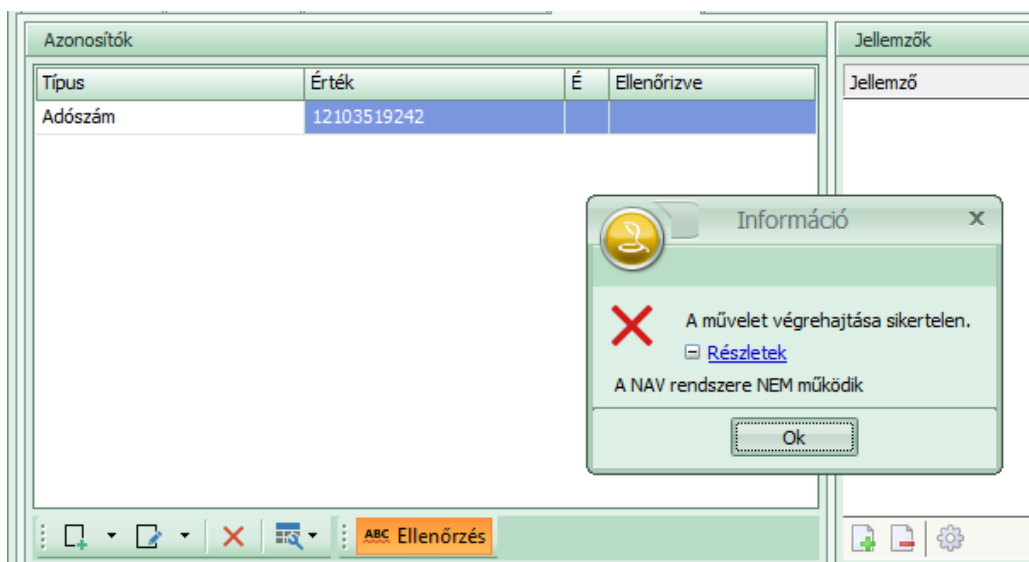 Azonosítók
Jellemzők
Típus Érték É Ellenőrizve
Jellemző
Adószám 12103519242
Információ
x
A művelet végrehajtása sikertelen.
Részletek
A NAV rendszere NEM működik
Ok
ABC Ellenőrzés